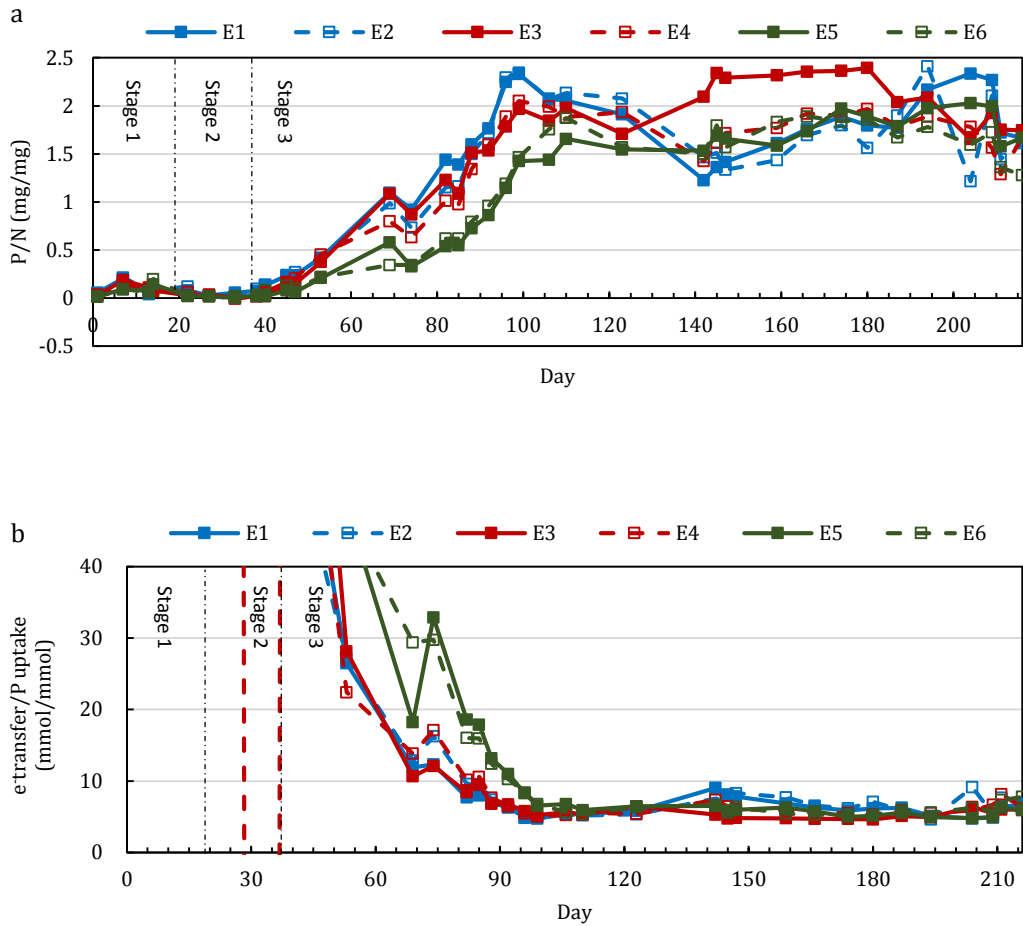 a
E1 E2 E3 E4 E5 E6
2.5
2
1.5
1
0.5
0
-0.5
P/N (mg/mg)
Stage 1
Stage 2
Stage 3
0 20 40 60 80 100 120 140 160 180 200
Day
b
E1 E2 E3 E4 E5 E6
40
30
20
10
0
e-transfer/P uptake
(mmol/mmol)
Stage 1
Stage 2
Stage 3
0 30 60 90 120 150 180 210
Day